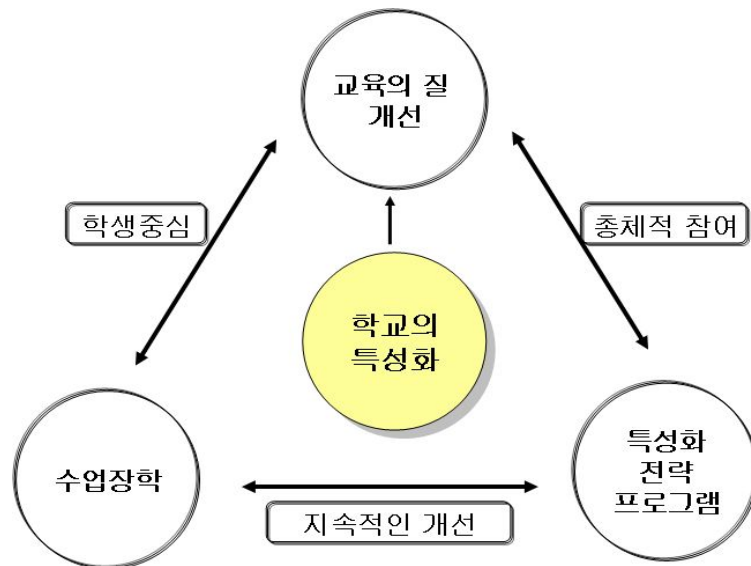 교육의 질
개선
학생중심
총체적 참여
학교의
특성화
수업장학
특성화
전략
프로그램
지속적인 개선